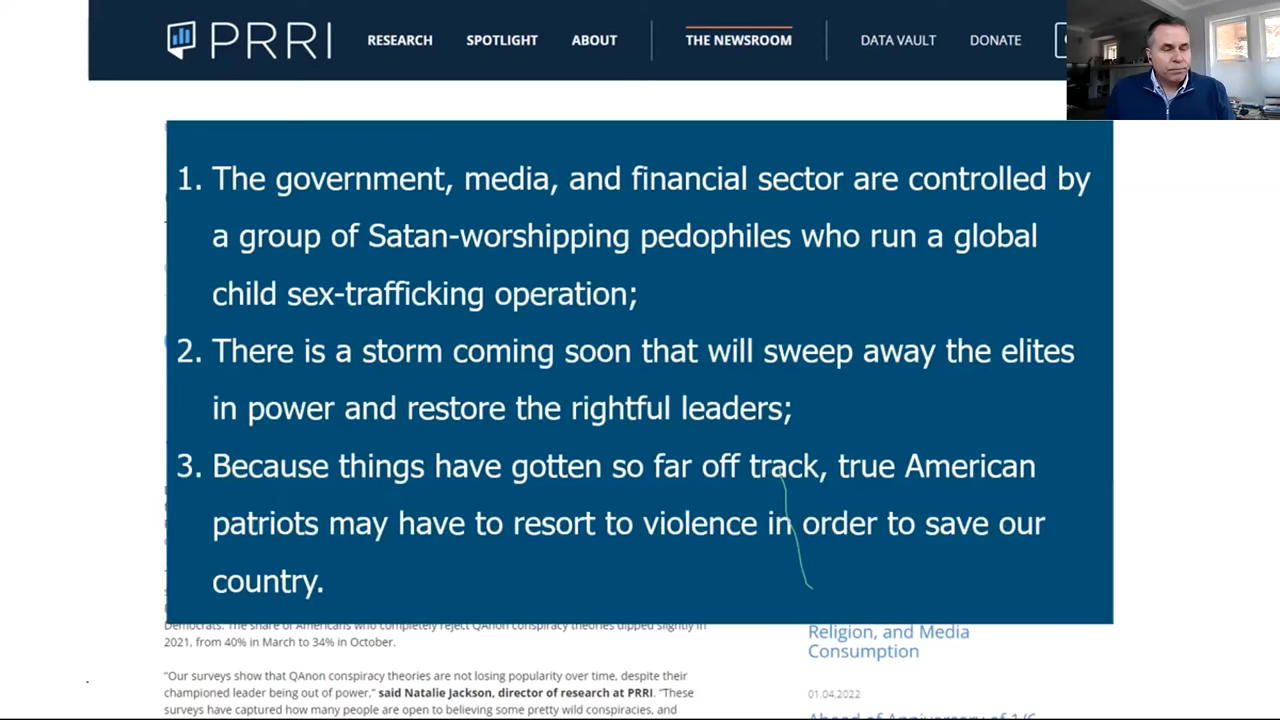 PRRI RESEARCH SPOTLIGHT ABOUT THE NEWSROOM DATA VAULT DONATE
1. The government, media, and financial sector are controlled by
a group of Satan-worshipping pedophiles who run a global
child sex-trafficking operation;
2. There is a storm coming soon that will sweep away the elites
in power and restore the rightful leaders;
3. Because things have gotten so far off track, true American
patriots may have to resort to violence in order to save our
country.
Democrats. The share of Americans who completely reject QAnon conspiracy theories dipped slightly in
2021, from 40% in March to 34% in October.
"Our surveys show that QAnon conspiracy theories are not losing popularity over time, despite their
championed leader being out of power," said Natalie Jackson, director of research at PRRI. "These
surveys have captured how many people are open to believing some pretty wild conspiracies, and
Religion, and Media
Consumption
01.04.2022
Ahead of Anniversary of 1/6